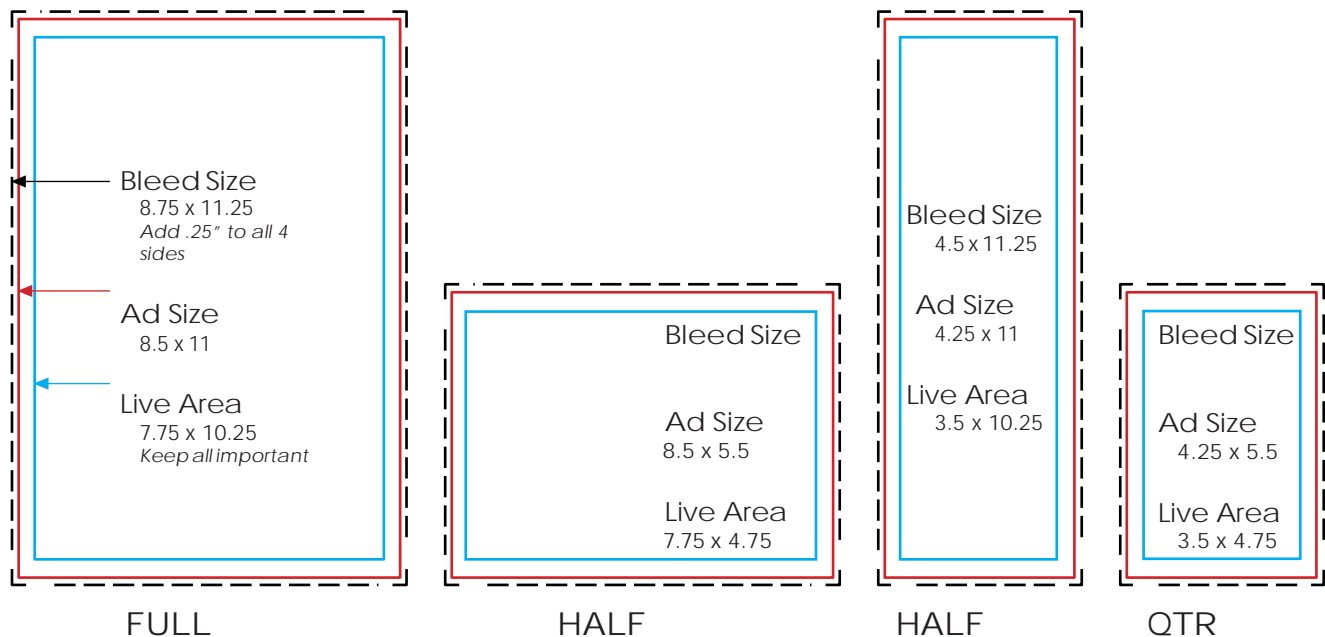 Bleed Size
8.75 x 11.25
Add .25" to all 4
sides
Ad Size
8.5 x 11
Live Area
7.75 x 10.25
Keep all important
FULL
Bleed Size
Ad Size
8.5 x 5.5
Live Area
7.75 x 4.75
HALF
Bleed Size
4.5 x 11.25
Ad Size
4.25 x 11
Live Area
3.5 x 10.25
HALF
Bleed Size
Ad Size
4.25 x 5.5
Live Area
3.5 x 4.75
QTR